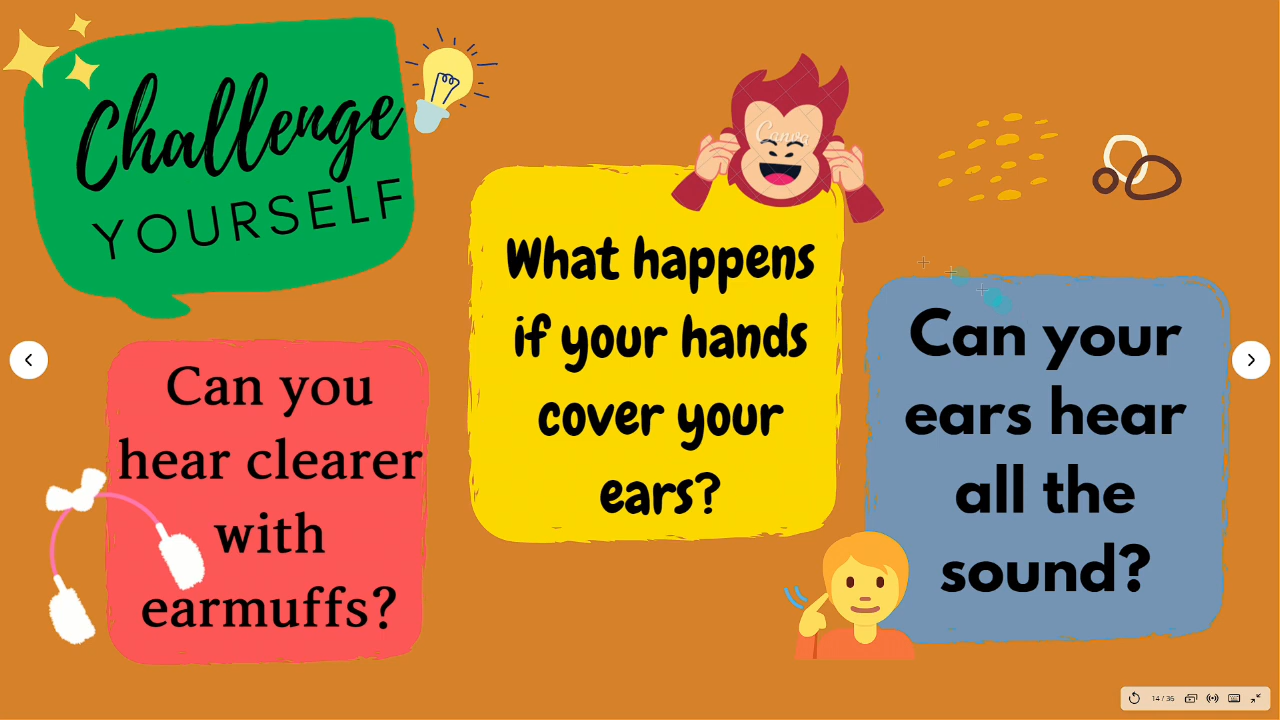 Challenge
YOURSELF
Can you
hear clearer
with
earmuffs?
Canva
What happens
if your hands
cover your
ears?
Can your
ears hear
all the
sound?
14 / 36